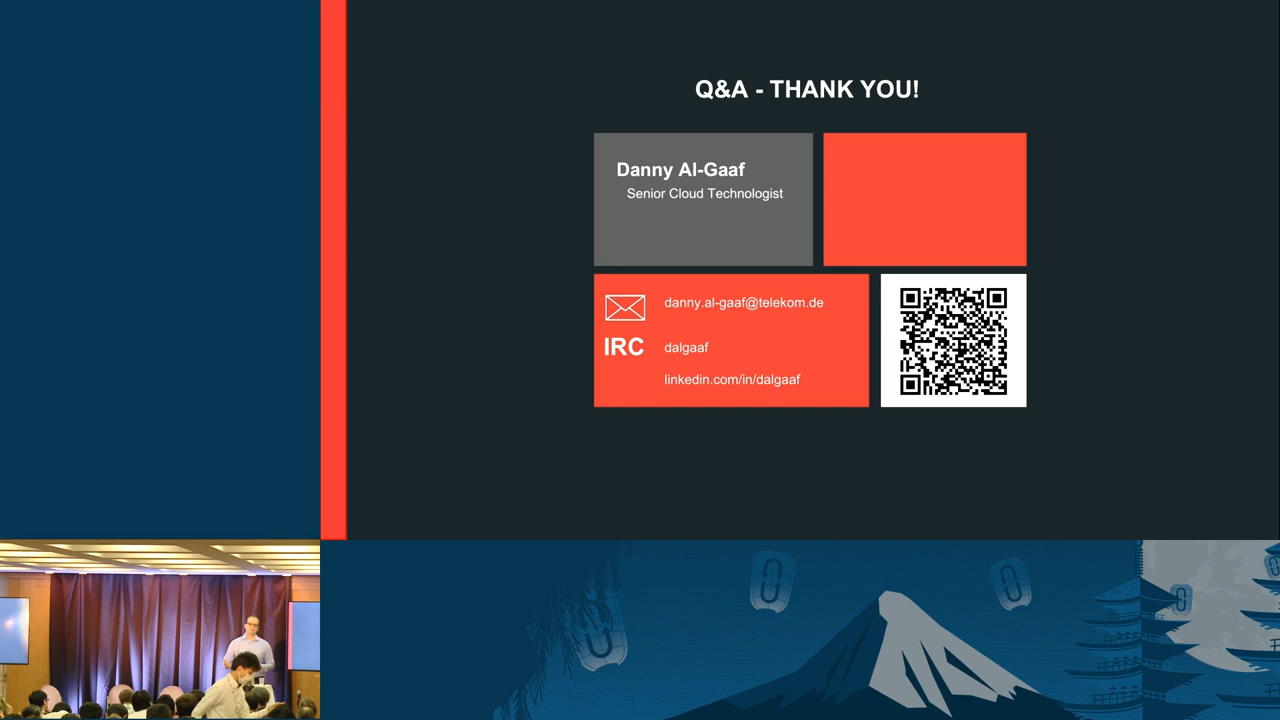 Q&A - THANK YOU!
Danny Al-Gaaf
Senior Cloud Technologist
danny.al-gaaf@telekom.de
IRC dalgaaf
linkedin.com/in/dalgaaf